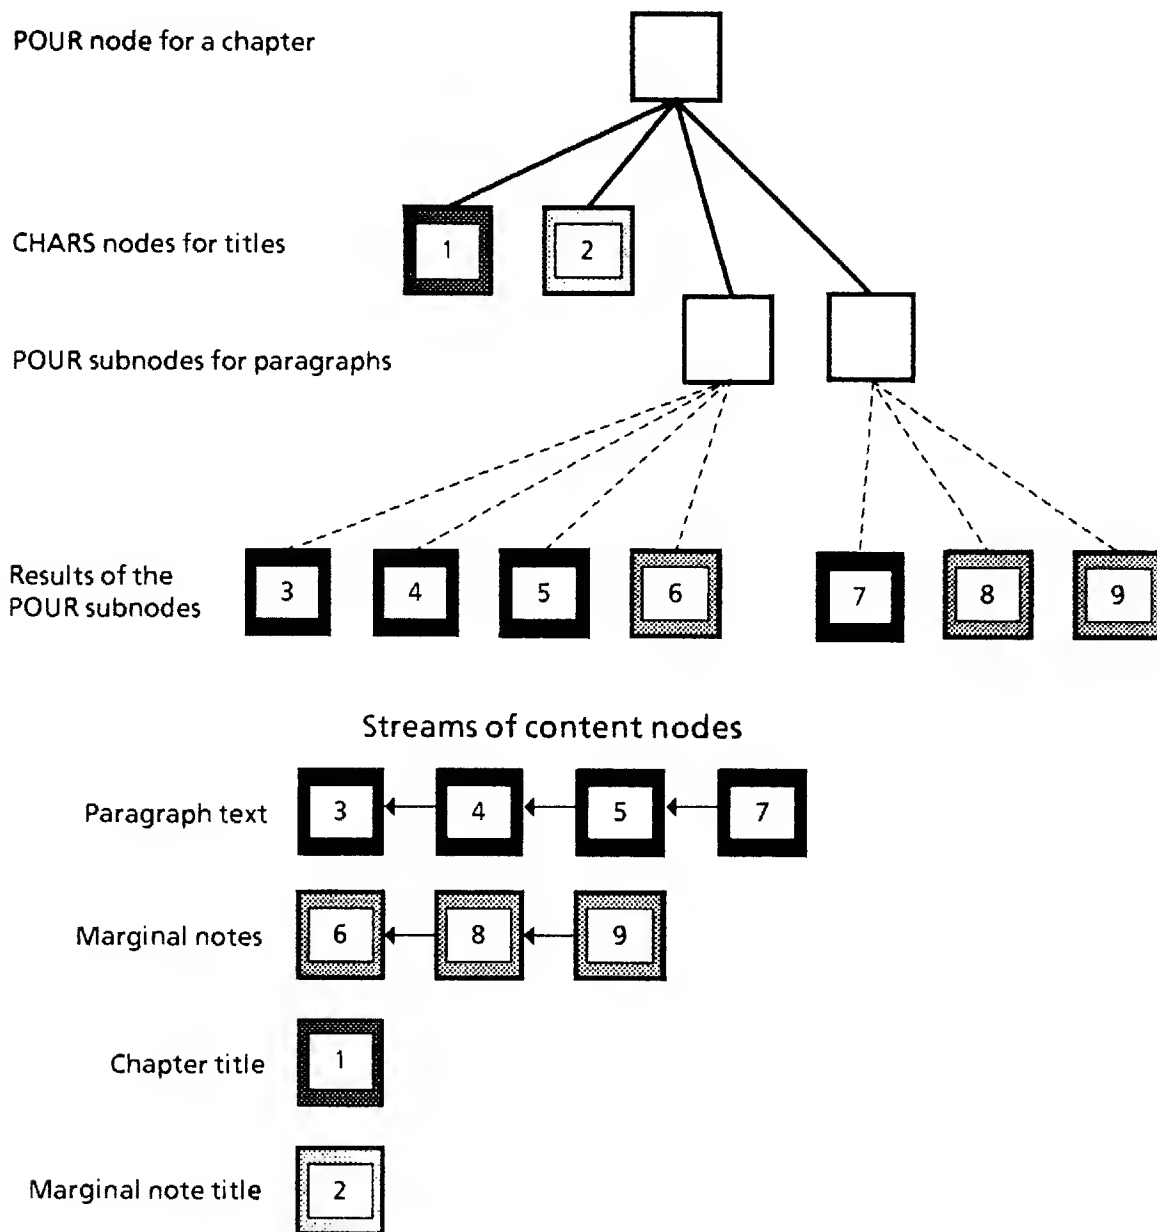 POUR node for a chapter
CHARS nodes for titles
1
2
POUR subnodes for paragraphs
Results of the
POUR subnodes
3
4
5
6
7
8
9
Streams of content nodes
Paragraph text
3
4
5
7
Marginal notes
6
8
9
Chapter title
1
Marginal note title
2